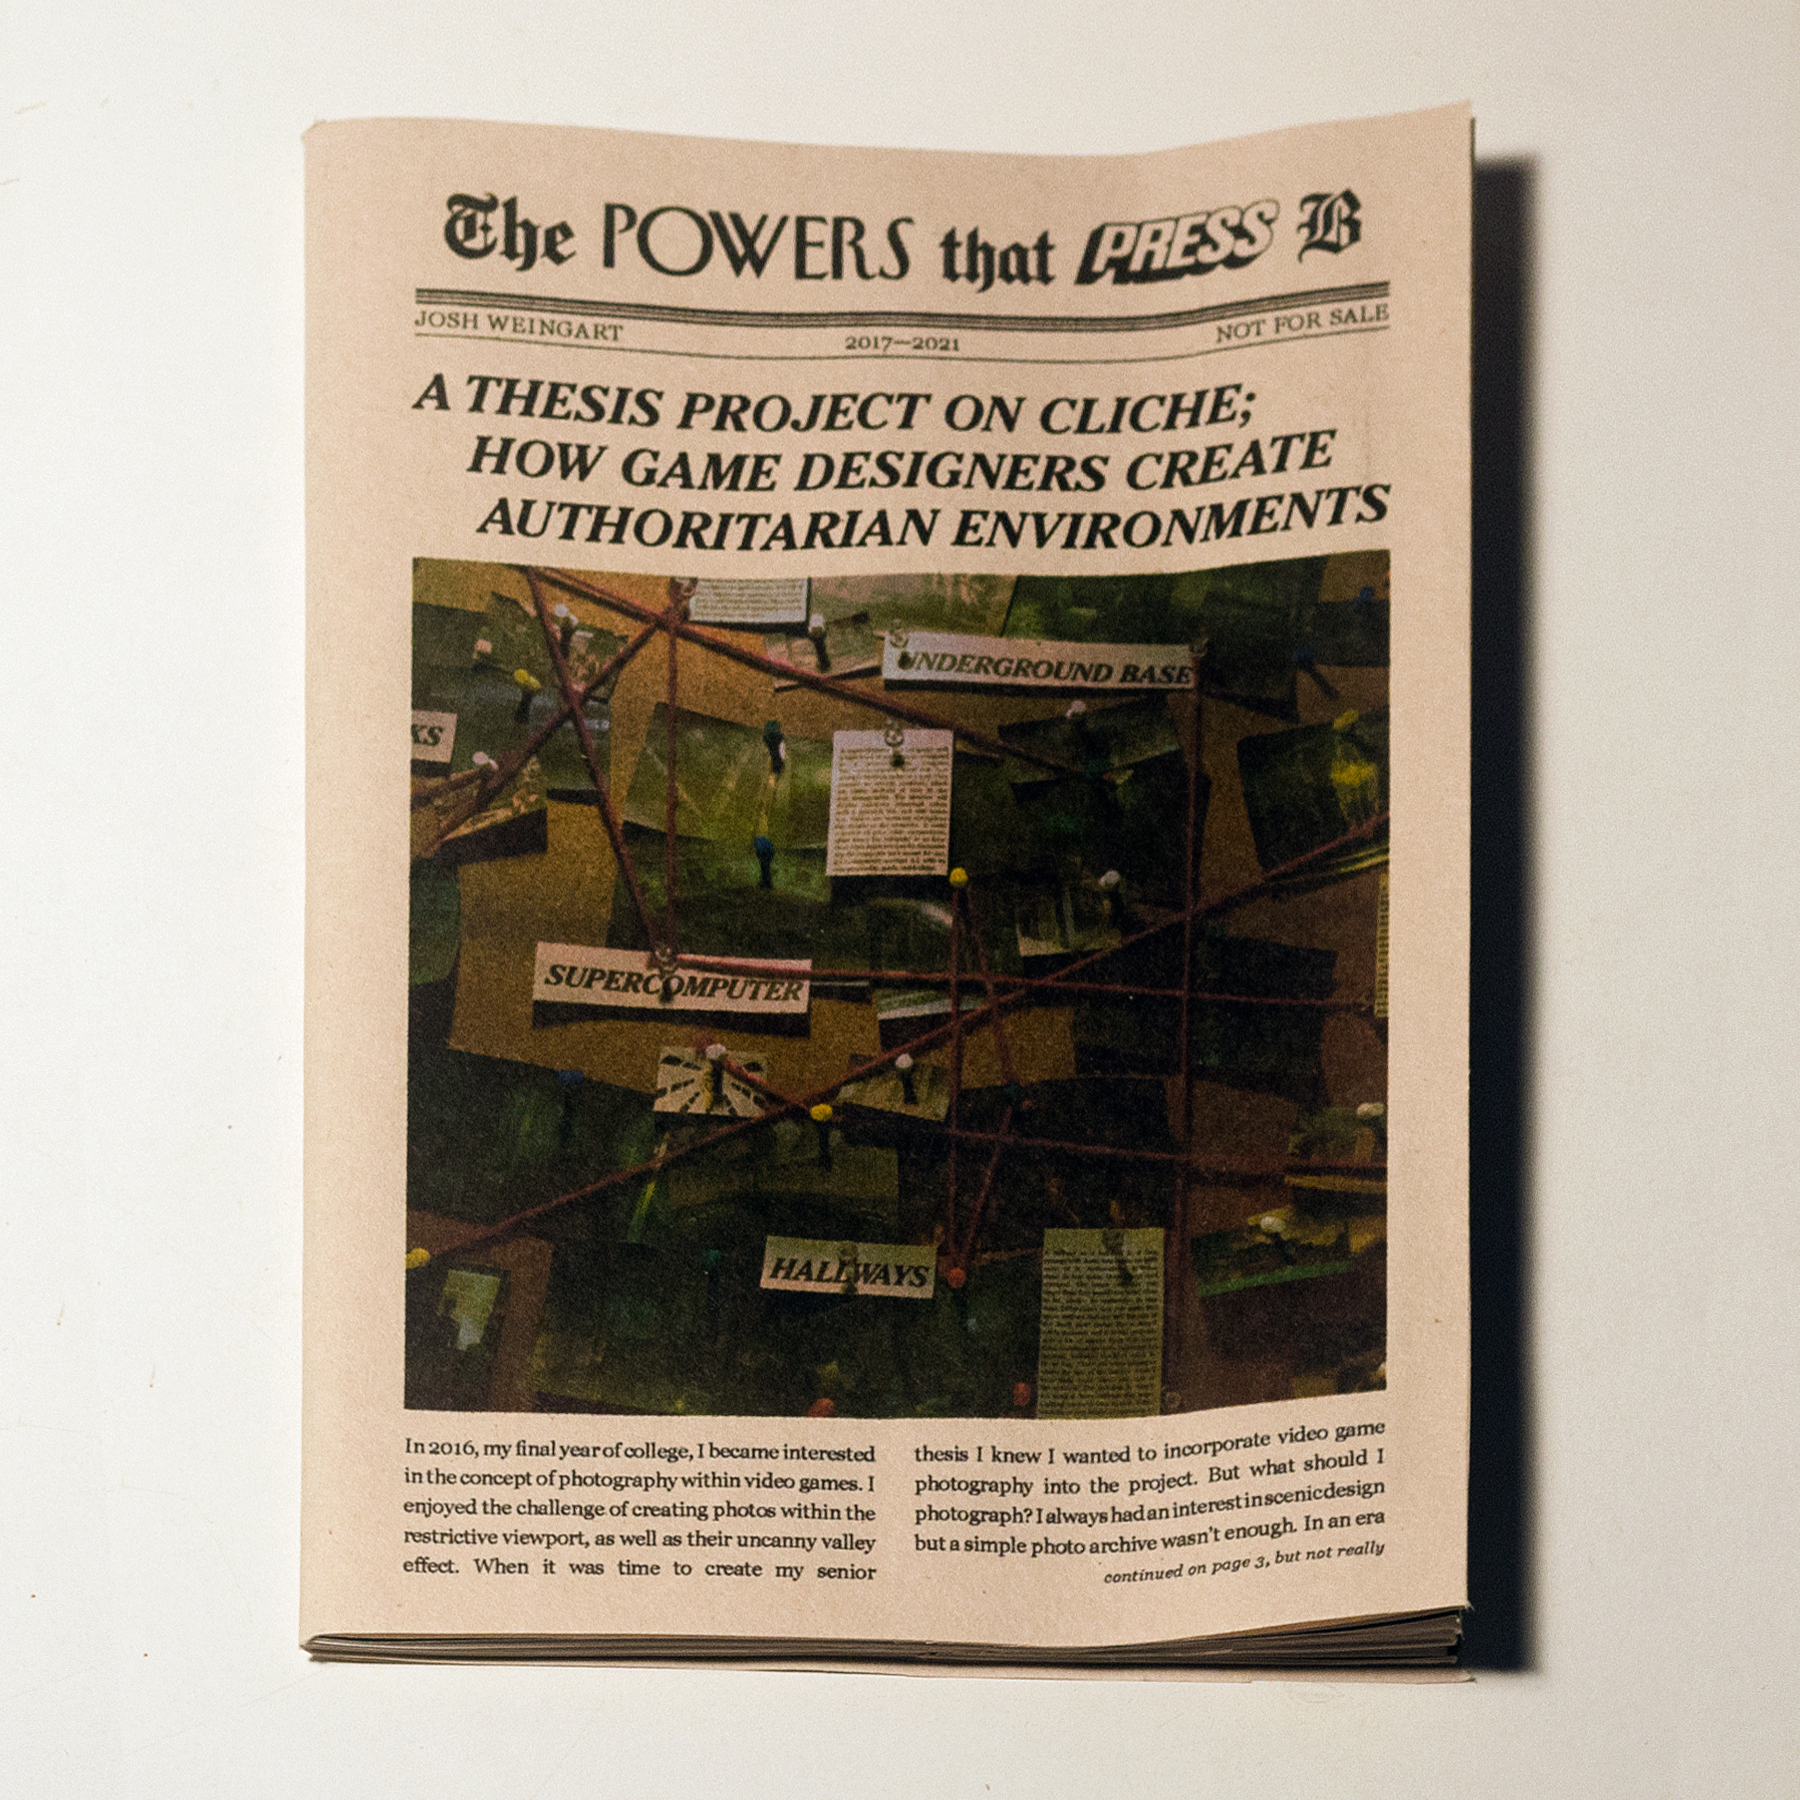 The POWERS that PRESS B
JOSH WEINGART
2017—2021
NOT FOR SALE
A THESIS PROJECT ON CLICHE;
HOW GAME DESIGNERS CREATE
AUTHORITARIAN ENVIRONMENTS
UNDERGROUND BASE
KS
SUPERCOMPUTER
HALLWAYS
In 2016, my final year of college, I became interested
in the concept of photography within video games. I
enjoyed the challenge of creating photos within the
restrictive viewport, as well as their uncanny valley
effect. When it was time to create my senior
thesis I knew I wanted to incorporate video game
photography into the project. But what should I
photograph? I always had an interest in scenic design
but a simple photo archive wasn't enough. In an era
continued on page 3, but not really